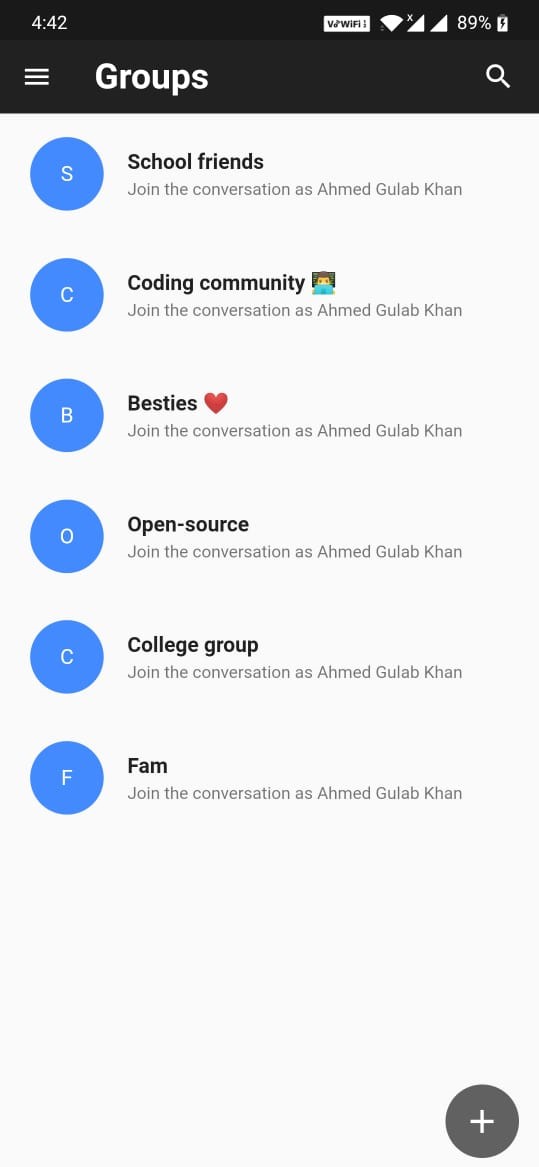 4:42
VoWiFi 89%
Groups
S
School friends
Join the conversation as Ahmed Gulab Khan
C
Coding community 👨‍💻
Join the conversation as Ahmed Gulab Khan
B
Besties ❤️
Join the conversation as Ahmed Gulab Khan
O
Open-source
Join the conversation as Ahmed Gulab Khan
C
College group
Join the conversation as Ahmed Gulab Khan
F
Fam
Join the conversation as Ahmed Gulab Khan